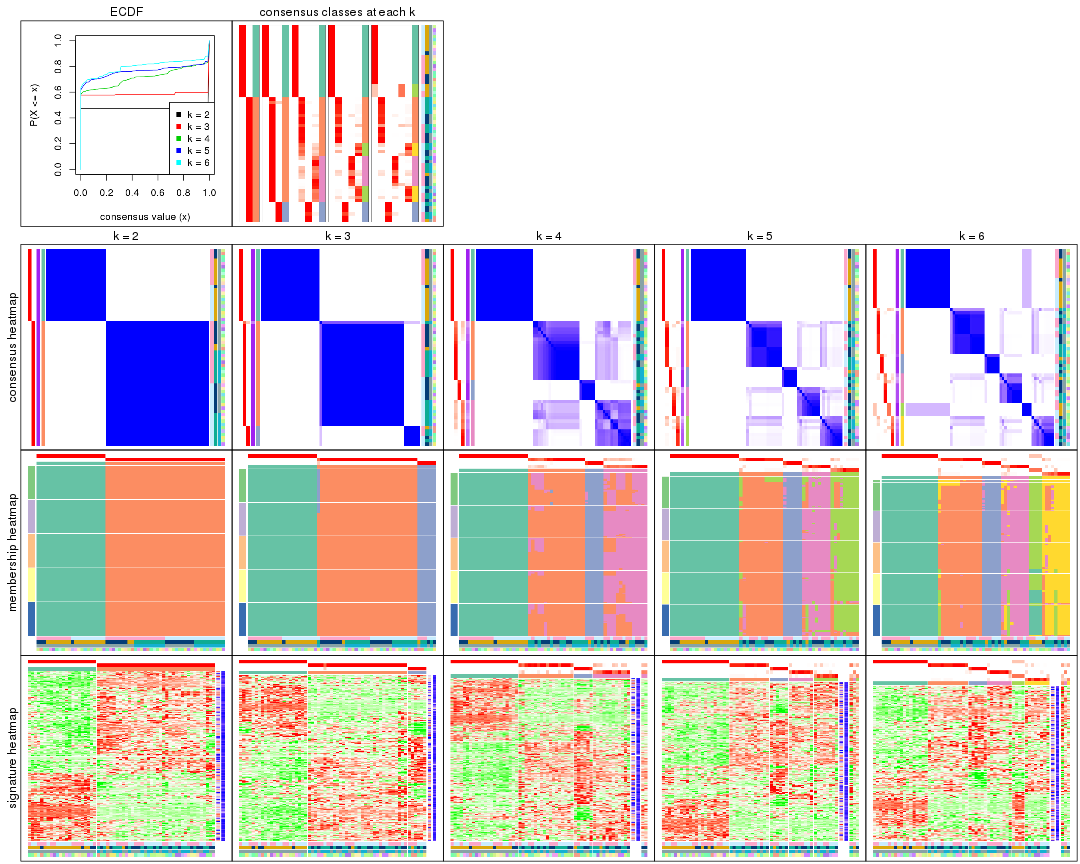 ECDF
consensus classes at each k
P(X <= x)
1.0
0.8
0.6
0.4
0.2
0.0
k = 2
k = 3
k = 4
k = 5
k = 6
0.0 0.2 0.4 0.6 0.8 1.0
consensus value (x)
k = 2
k = 3
k = 4
k = 5
k = 6
consensus heatmap
membership heatmap
signature heatmap